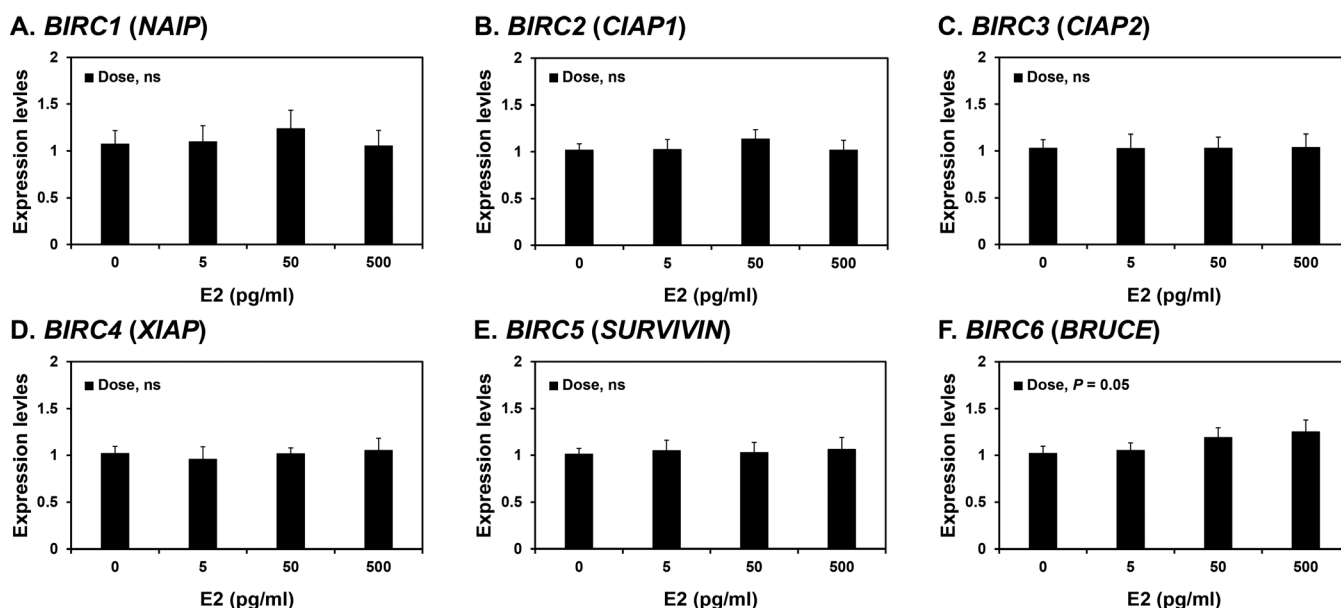 A. BIRC1 (NAIP)
2
1.5
1
0.5
0
Expression levles
Dose, ns
0 5 50 500
E2 (pg/ml)
B. BIRC2 (CIAP1)
2
1.5
1
0.5
0
Expression levles
Dose, ns
0 5 50 500
E2 (pg/ml)
C. BIRC3 (CIAP2)
2
1.5
1
0.5
0
Expression levles
Dose, ns
0 5 50 500
E2 (pg/ml)
D. BIRC4 (XIAP)
2
1.5
1
0.5
0
Expression levles
Dose, ns
0 5 50 500
E2 (pg/ml)
E. BIRC5 (SURVIVIN)
2
1.5
1
0.5
0
Expression levles
Dose, ns
0 5 50 500
E2 (pg/ml)
F. BIRC6 (BRUCE)
2
1.5
1
0.5
0
Expression levles
Dose, P = 0.05
0 5 50 500
E2 (pg/ml)